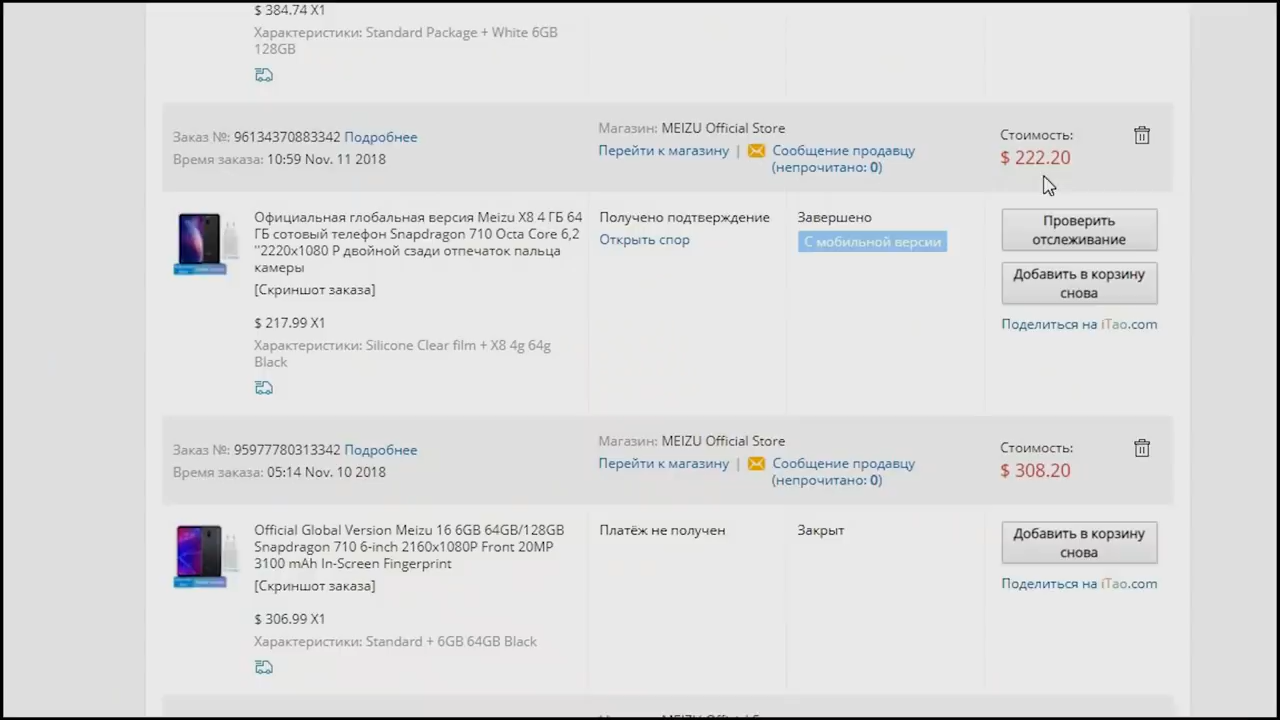 $ 384.74 X1
Характеристики: Standard Package + White 6GB
128GB
Заказ №: 96134370883342 Подробнее
Время заказа: 10:59 Nov. 11 2018
Магазин: MEIZU Official Store
Перейти к магазину | Сообщение продавцу
(непрочитано: 0)
Стоимость:
$ 222.20
Официальная глобальная версия Meizu X8 4 ГБ 64
ГБ сотовый телефон Snapdragon 710 Octa Core 6,2
''2220x1080 P двойной сзади отпечаток пальца
камеры
[Скриншот заказа]
$ 217.99 X1
Характеристики: Silicone Clear film + X8 4g 64g
Black
Получено подтверждение
Открыть спор
Завершено
С мобильной версии
Проверить
отслеживание
Добавить в корзину
снова
Поделиться на iTao.com
Заказ №: 95977780313342 Подробнее
Время заказа: 05:14 Nov. 10 2018
Магазин: MEIZU Official Store
Перейти к магазину | Сообщение продавцу
(непрочитано: 0)
Стоимость:
$ 308.20
Official Global Version Meizu 16 6GB 64GB/128GB
Snapdragon 710 6-inch 2160x1080P Front 20MP
3100 mAh In-Screen Fingerprint
[Скриншот заказа]
$ 306.99 X1
Характеристики: Standard + 6GB 64GB Black
Платёж не получен
Закрыт
Добавить в корзину
снова
Поделиться на iTao.com